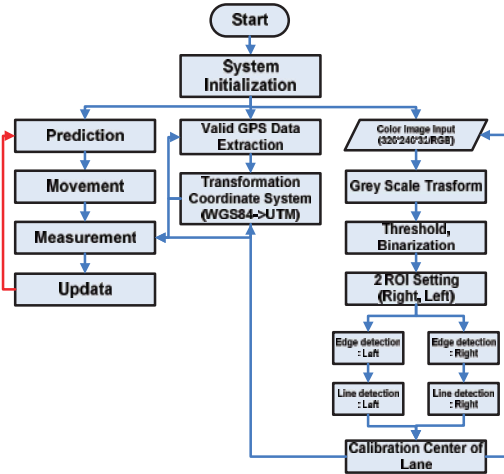 Start
System
Initialization
Prediction
Movement
Measurement
Updata
Valid GPS Data
Extraction
Transformation
Coordinate System
(WGS84->UTM)
Color Image Input
(320*240*31/RGB)
Grey Scale Trasform
Threshold,
Binarization
2 ROI Setting
(Right, Left)
Edge detection
: Left
Edge detection
: Right
Line detection
: Left
Line detection
: Right
Calibration Center of
Lane